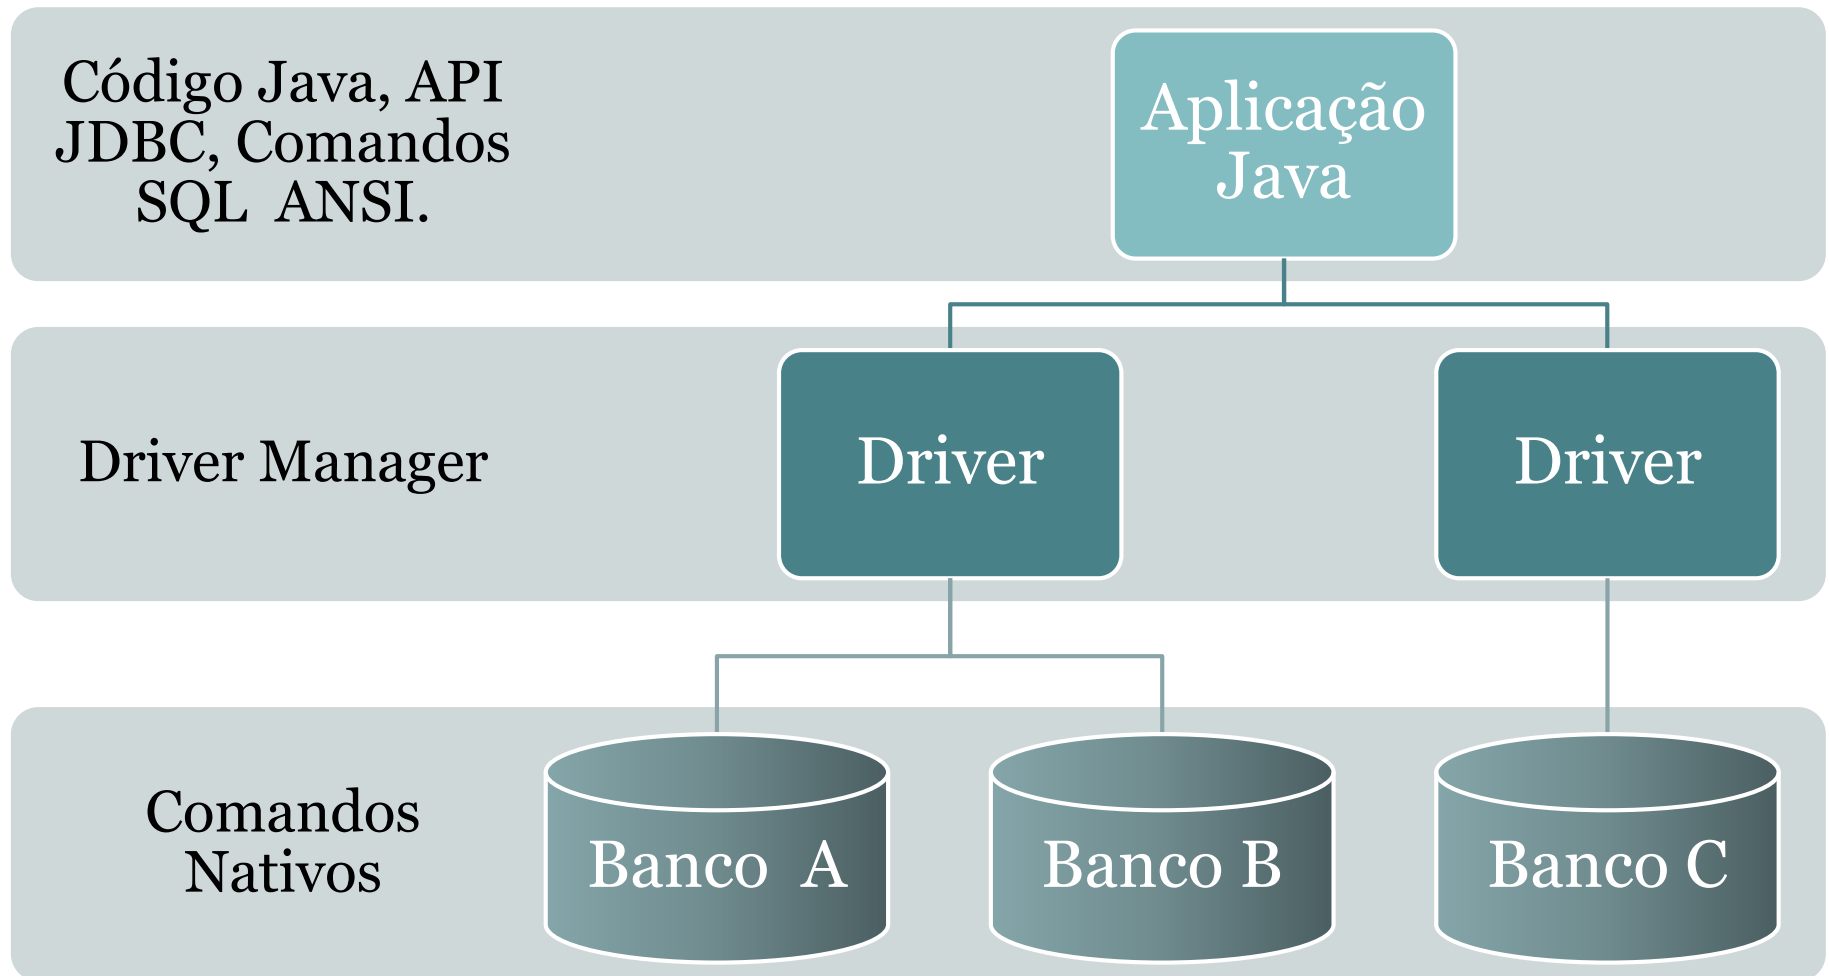 Código Java, API
JDBC, Comandos
SQL  ANSI.
Aplicação
Java
Driver Manager
Driver
Driver
Comandos
Nativos
Banco  A
Banco B
Banco C